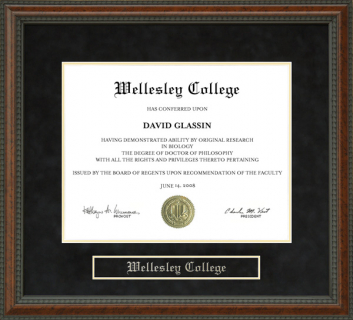 Wellesley College
HAS CONFERRED UPON
DAVID GLASSIN
HAVING DEMONSTRATED ABILITY BY ORIGINAL RESEARCH
IN BIOLOGY
THE DEGREE OF DOCTOR OF PHILOSOPHY
WITH ALL THE RIGHTS AND PRIVILEGES THERETO PERTAINING
ISSUED BY THE BOARD OF REGENTS UPON RECOMMENDATION OF THE FACULTY
JUNE 14, 2006
PROVOST
PRESIDENT
Wellesley College